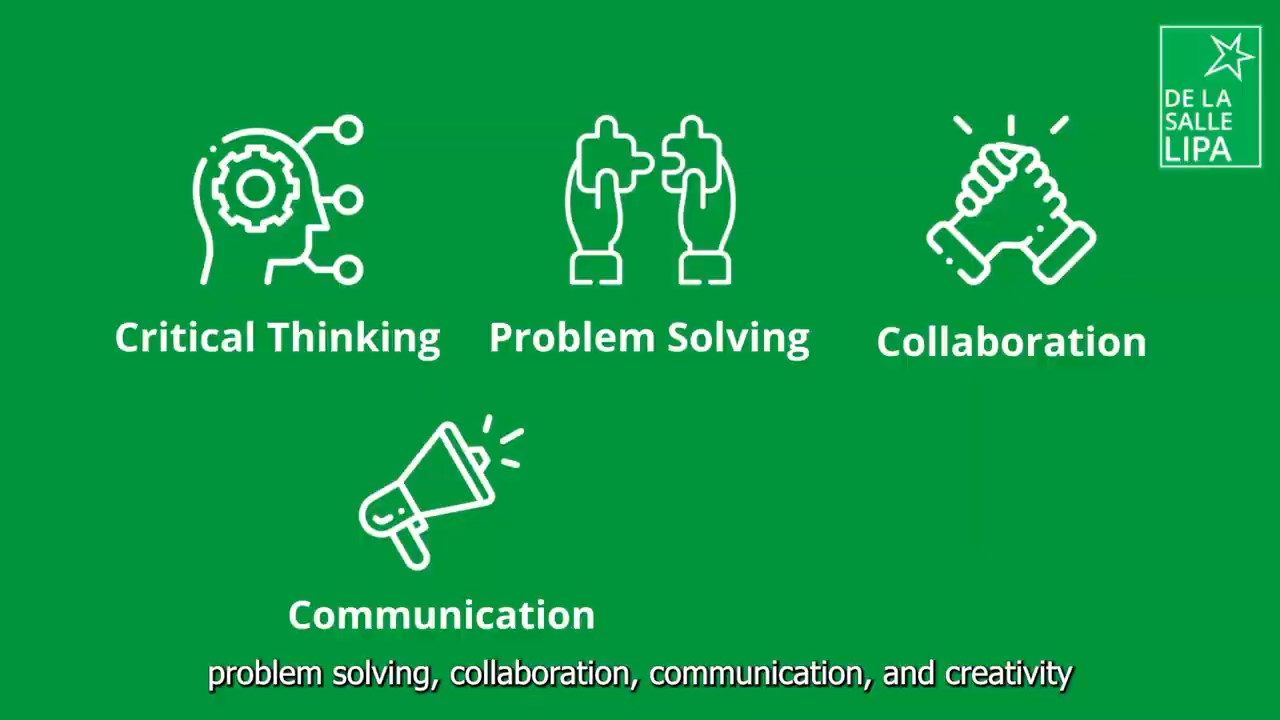 DE LA
SALLE
LIPA
Critical Thinking
Problem Solving
Collaboration
Communication
problem solving, collaboration, communication, and creativity